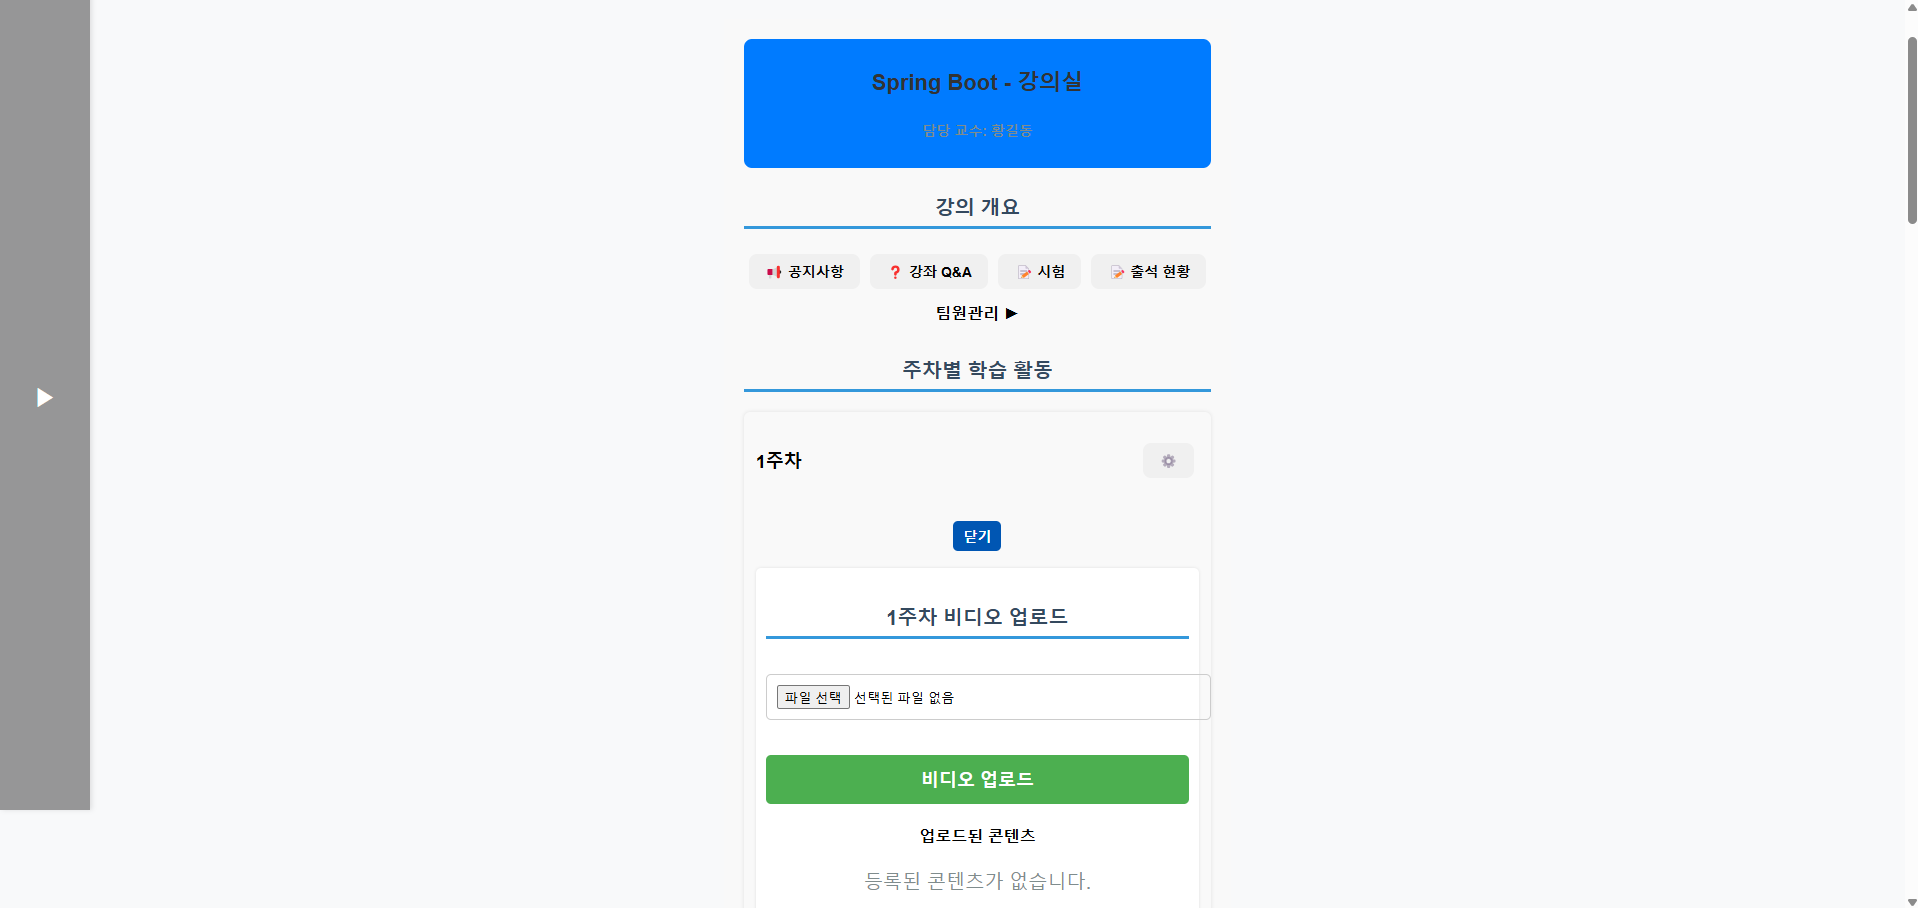 Spring Boot - 강의실
담당 교수: 황길동
강의 개요
공지사항 강좌 Q&A 시험 출석 현황
팀원관리 ▶
주차별 학습 활동
1주차
닫기
1주차 비디오 업로드
파일 선택 선택된 파일 없음
비디오 업로드
업로드된 콘텐츠
등록된 콘텐츠가 없습니다.